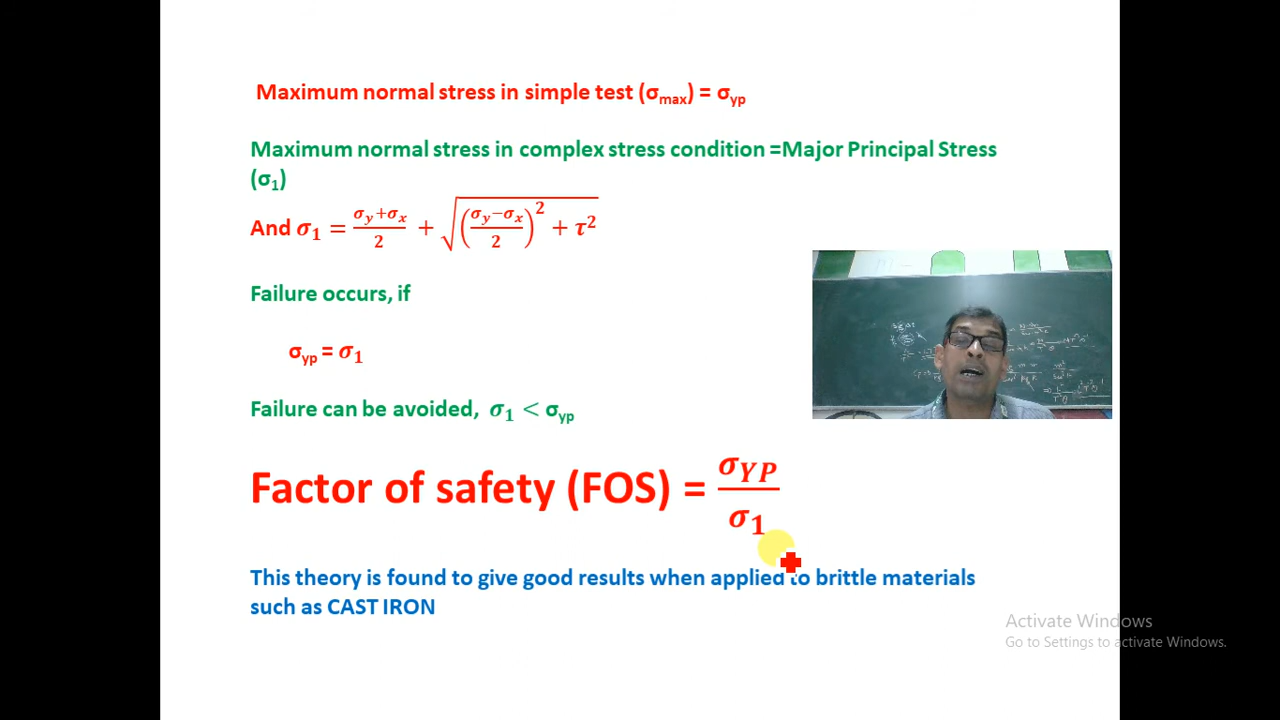 Maximum normal stress in simple test (σmax) = σyp
Maximum normal stress in complex stress condition =Major Principal Stress
(σ1)
And σ1 = (σy+σx)/2 + √(((σy−σx)/2)^2 + τ^2)
Failure occurs, if
σyp = σ1
Failure can be avoided, σ1 < σyp
Factor of safety (FOS) = σYP/σ1
This theory is found to give good results when applied to brittle materials
such as CAST IRON
Activate Windows
Go to Settings to activate Windows.